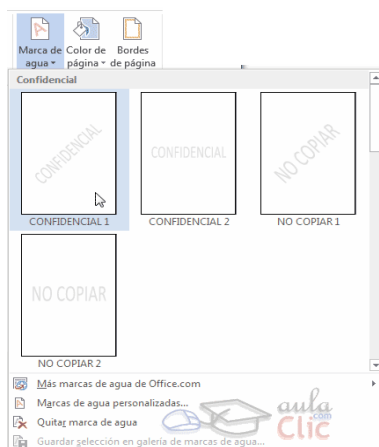 Marca de agua
Color de página
Bordes de página
Confidencial
CONFIDENCIAL
CONFIDENCIAL
NO COPIAR
CONFIDENCIAL 1
CONFIDENCIAL 2
NO COPIAR 1
NO COPIAR
NO COPIAR 2
Más marcas de agua de Office.com
Marcas de agua personalizadas...
Quitar marca de agua
Guardar selección en galería de marcas de agua...
aula
.com
Clic